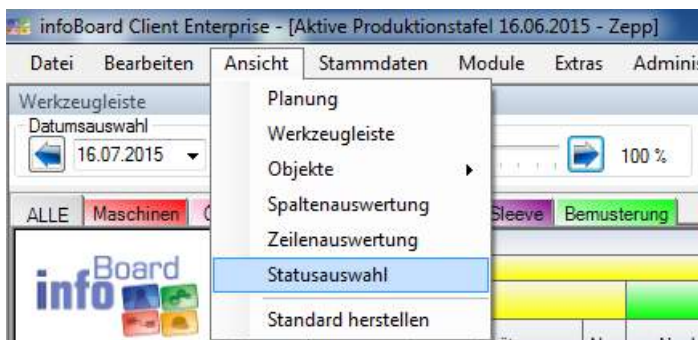 infoBoard Client Enterprise - [Aktive Produktionstafel 16.06.2015 - Zepp]
Datei Bearbeiten Ansicht Stammdaten Module Extras
Werkzeugleiste
Datumsauswahl
16.07.2015
100 %
Planung
Werkzeugleiste
Objekte
Spaltenauswertung
Zeilenauswertung
Statusauswahl
Standard herstellen
ALLE Maschinen Sleeve Bemusterung
infoBoard